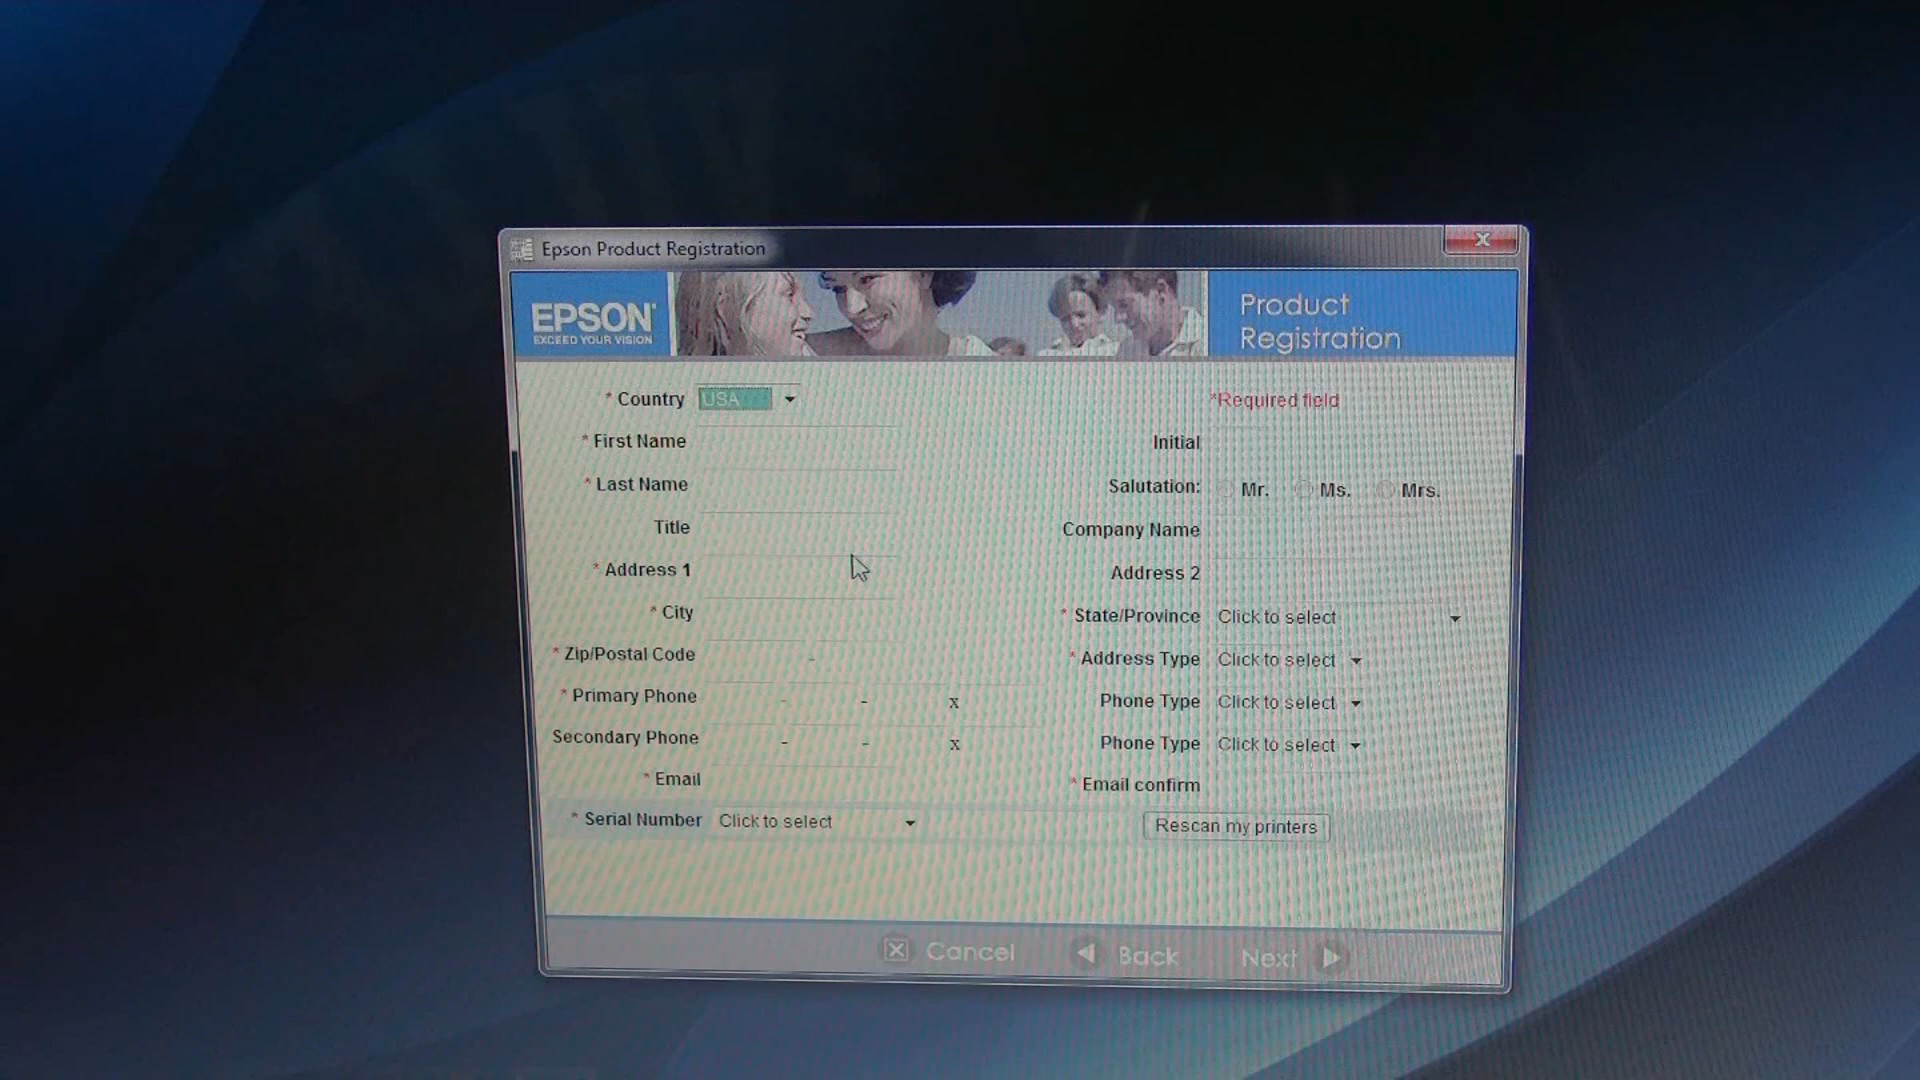 Epson Product Registration
EPSON
EXCEED YOUR VISION
Product
Registration
* Country USA
*Required field
* First Name
Initial
* Last Name
Salutation: Mr. Ms. Mrs.
Title
Company Name
* Address 1
Address 2
* City
* State/Province Click to select
* Zip/Postal Code -
* Address Type Click to select
* Primary Phone - - x
Phone Type Click to select
Secondary Phone - - x
Phone Type Click to select
* Email
* Email confirm
* Serial Number Click to select
Rescan my printers
Cancel Back Next